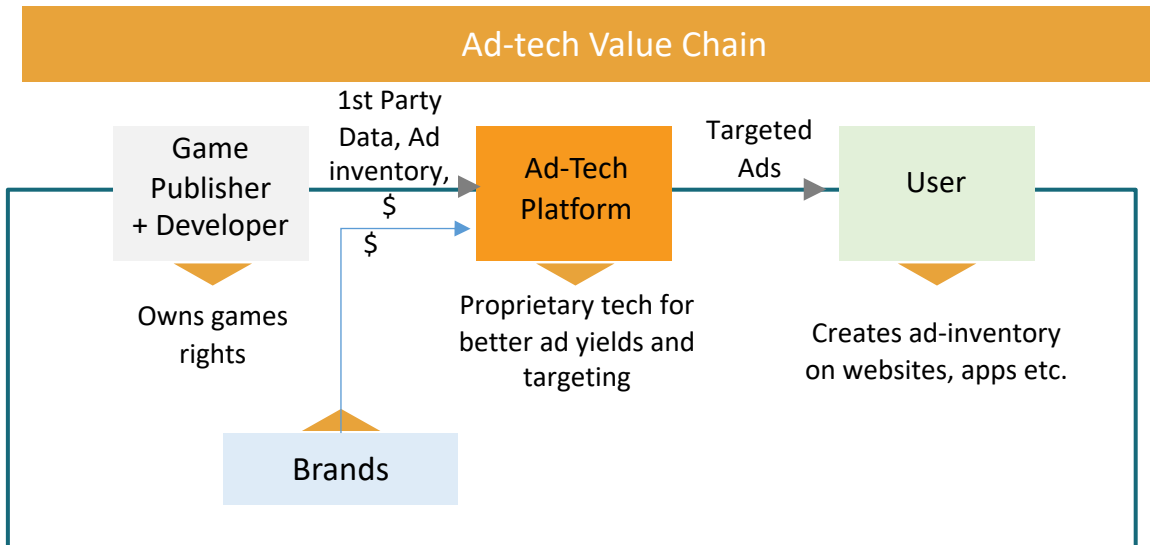 Ad-tech Value Chain
Game
Publisher
+ Developer
1st Party
Data, Ad
inventory,
$
$
Ad-Tech
Platform
Targeted
Ads
User
Owns games
rights
Proprietary tech for
better ad yields and
targeting
Creates ad-inventory
on websites, apps etc.
Brands